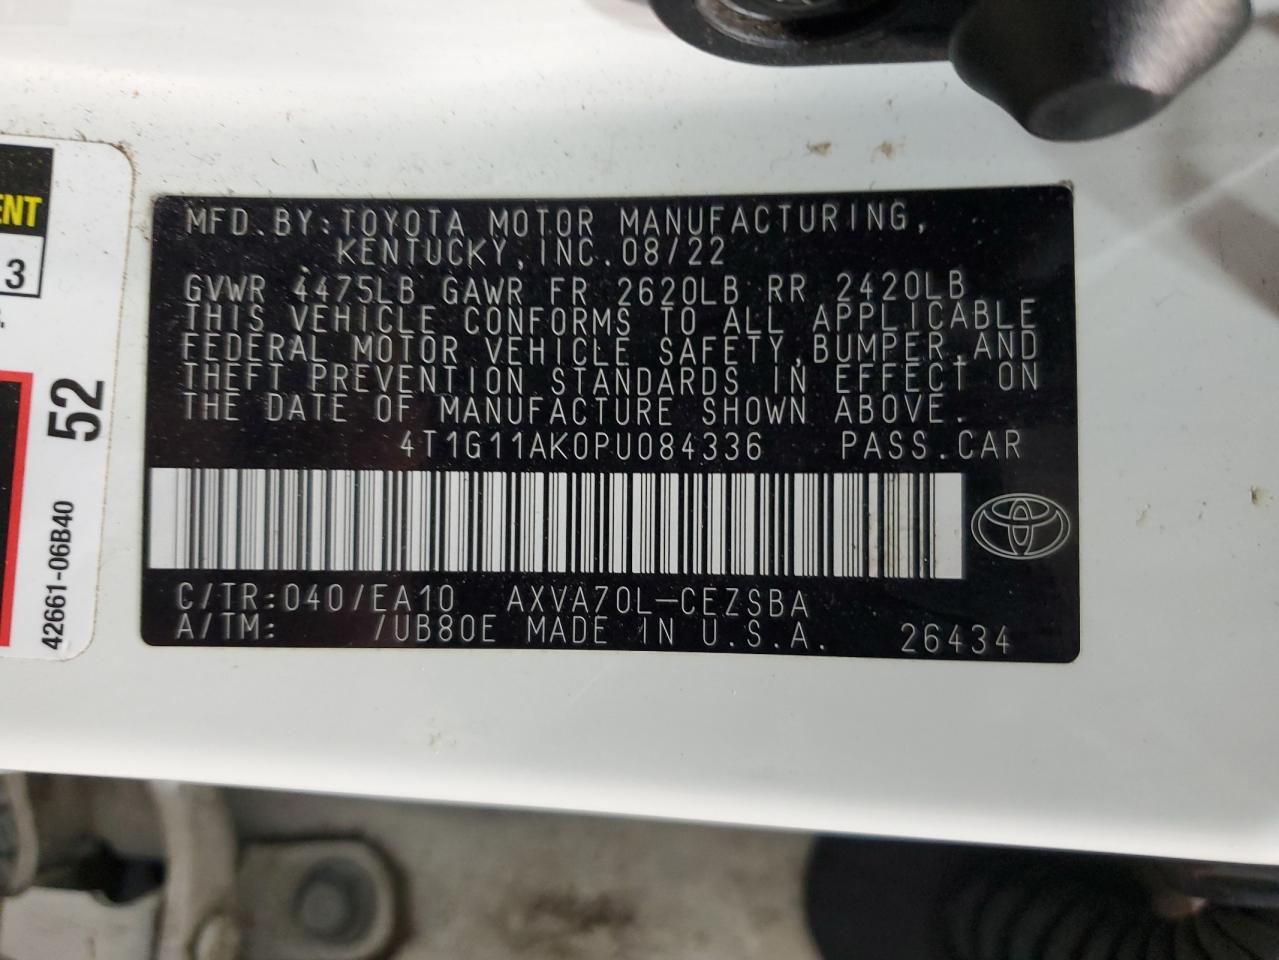 MFD.BY:TOYOTA MOTOR MANUFACTURING,
KENTUCKY,INC.08/22
GVWR 4475LB GAWR FR 2620LB RR 2420LB
THIS VEHICLE CONFORMS TO ALL APPLICABLE
FEDERAL MOTOR VEHICLE SAFETY,BUMPER,AND
THEFT PREVENTION STANDARDS IN EFFECT ON
THE DATE OF MANUFACTURE SHOWN ABOVE.
4T1G11AK0PU084336 PASS.CAR
C/TR:040/EA10 AXVA70L-CEZSBA
A/TM: /UB80E MADE IN U.S.A. 26434
3
52
42661-06B40